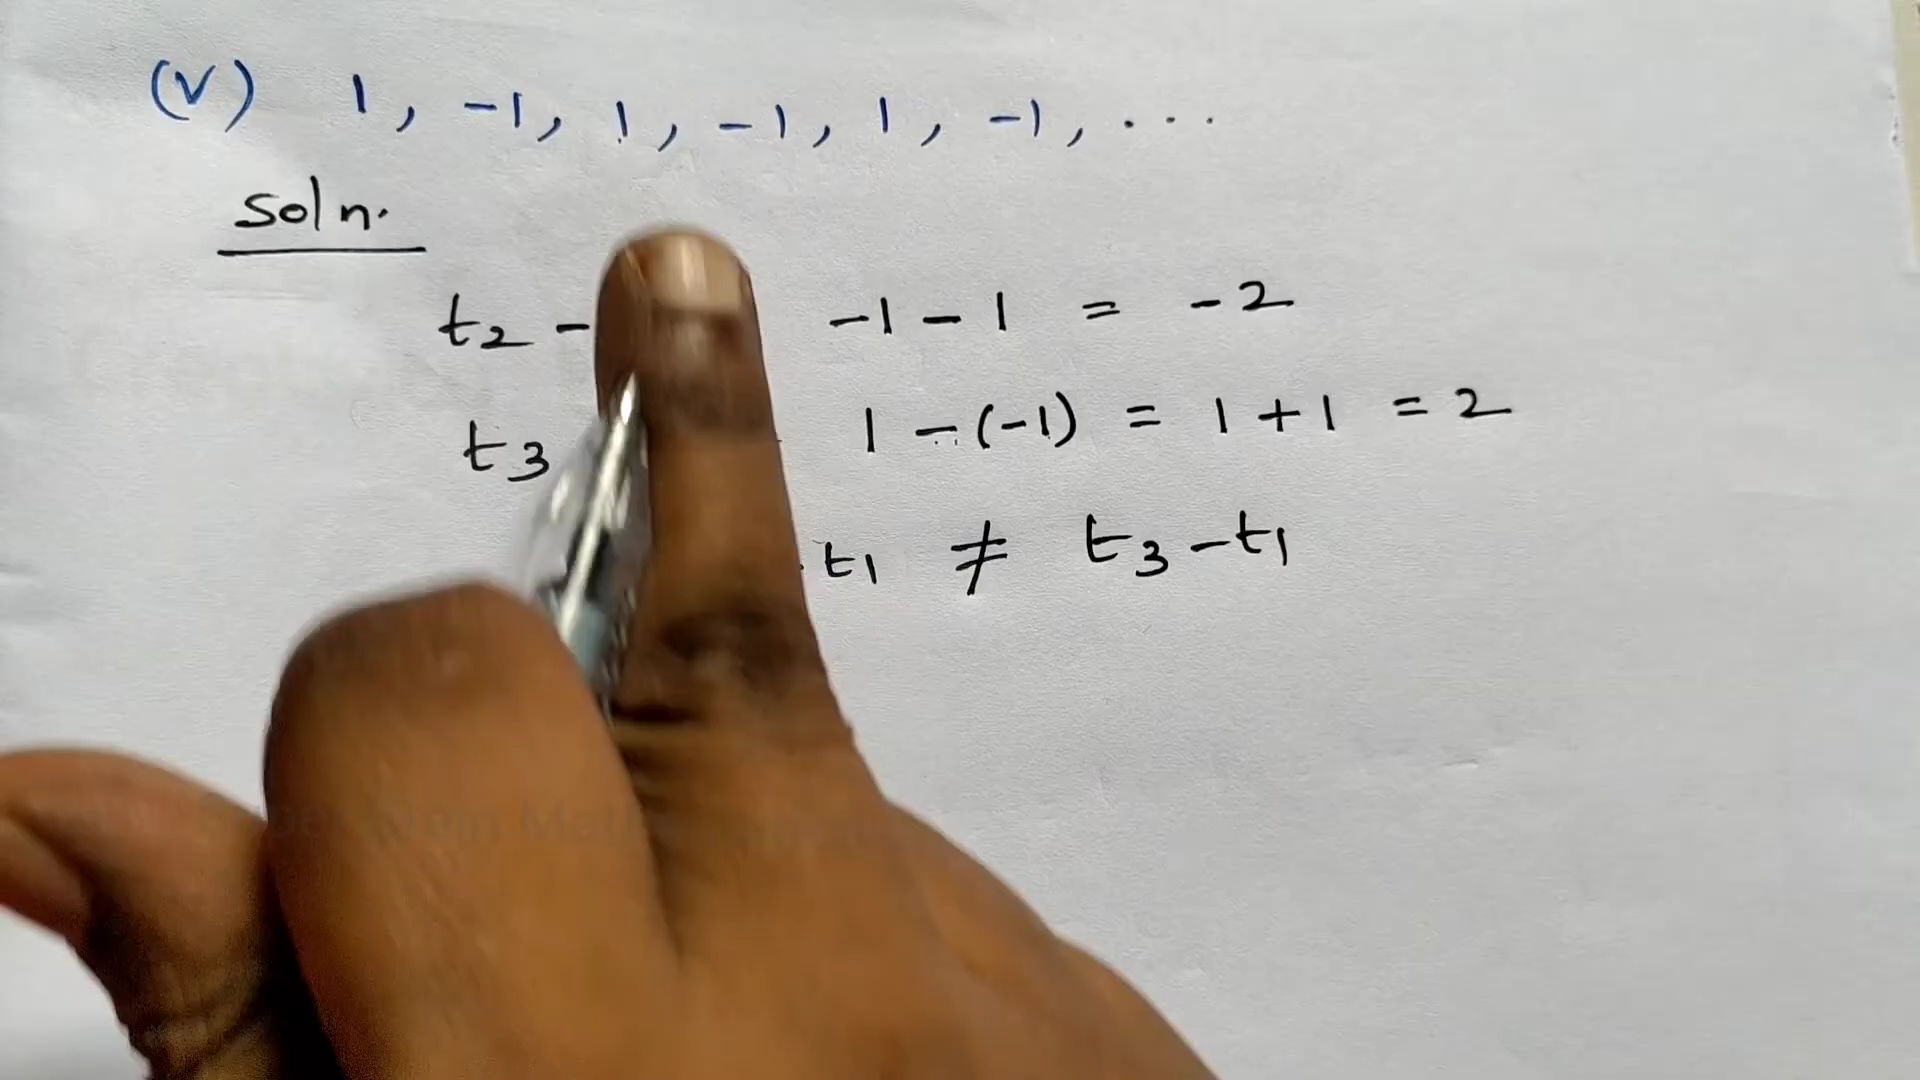 (V) 1, -1, 1, -1, 1, -1, ...
Soln.
t2 - -1 - 1 = -2
t3 1 - (-1) = 1 + 1 = 2
t1 ≠ t3 - t1